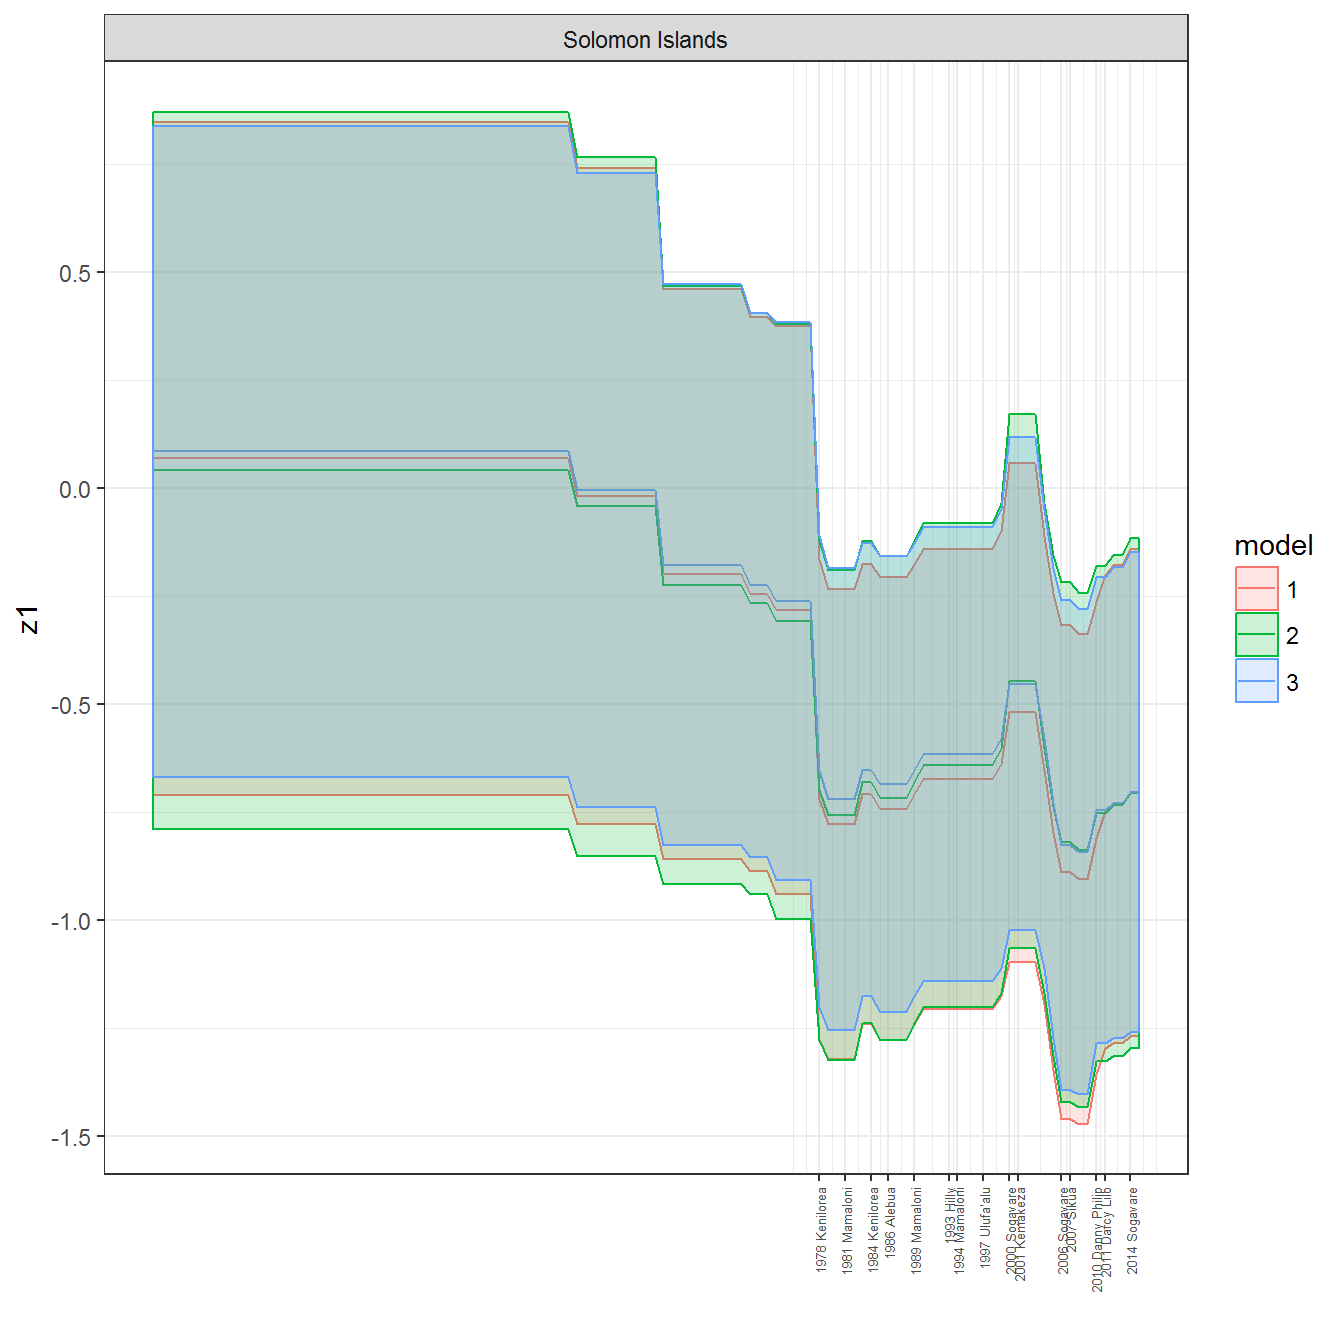 Solomon Islands
z1
0.5
0.0
-0.5
-1.0
-1.5
1978 Kenilorea
1981 Mamaloni
1984 Kenilorea
1986 Alebua
1989 Mamaloni
1993 Hilly
1994 Mamaloni
1997 Ulufa'alu
2000 Sogavare
2001 Kemakeza
2006 Sogavare
2007 Sikua
2010 Danny Philip
2011 Darcy Lilo
2014 Sogavare
model
1
2
3